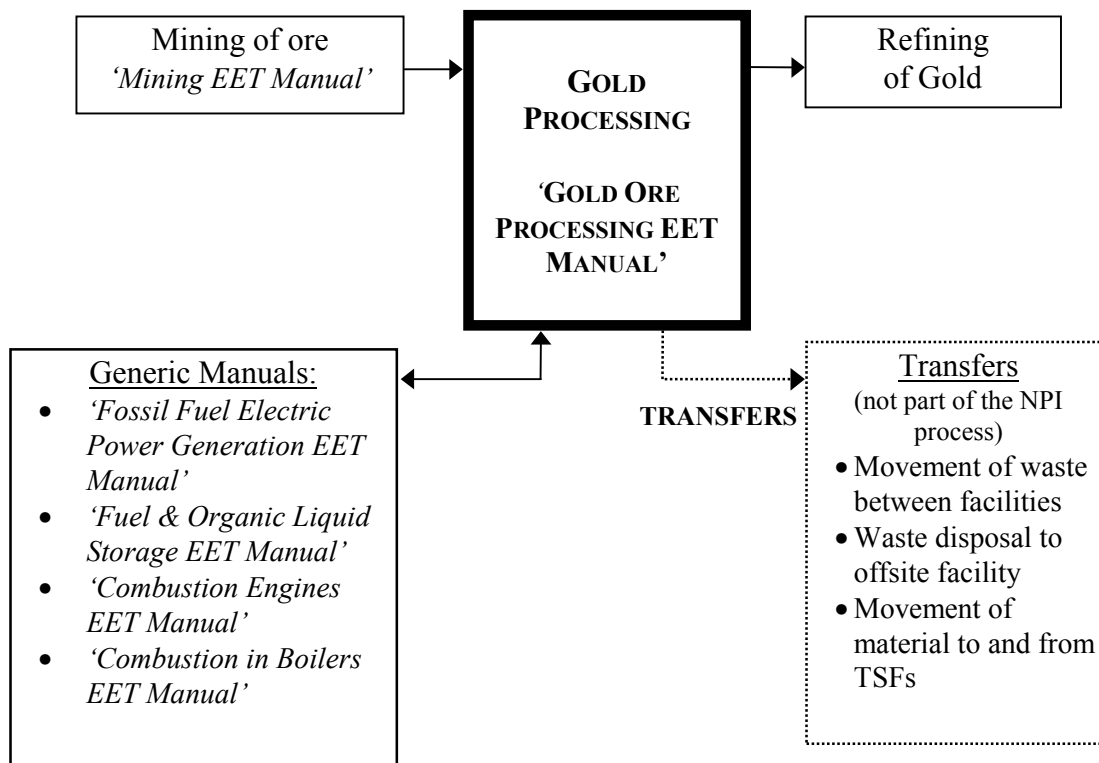 Mining of ore
‘Mining EET Manual’
GOLD
PROCESSING
‘GOLD ORE
PROCESSING EET
MANUAL’
Refining
of Gold
Generic Manuals:
• ‘Fossil Fuel Electric
Power Generation EET
Manual’
• ‘Fuel & Organic Liquid
Storage EET Manual’
• ‘Combustion Engines
EET Manual’
• ‘Combustion in Boilers
EET Manual’
TRANSFERS
Transfers
(not part of the NPI
process)
• Movement of waste
between facilities
• Waste disposal to
offsite facility
• Movement of
material to and from
TSFs